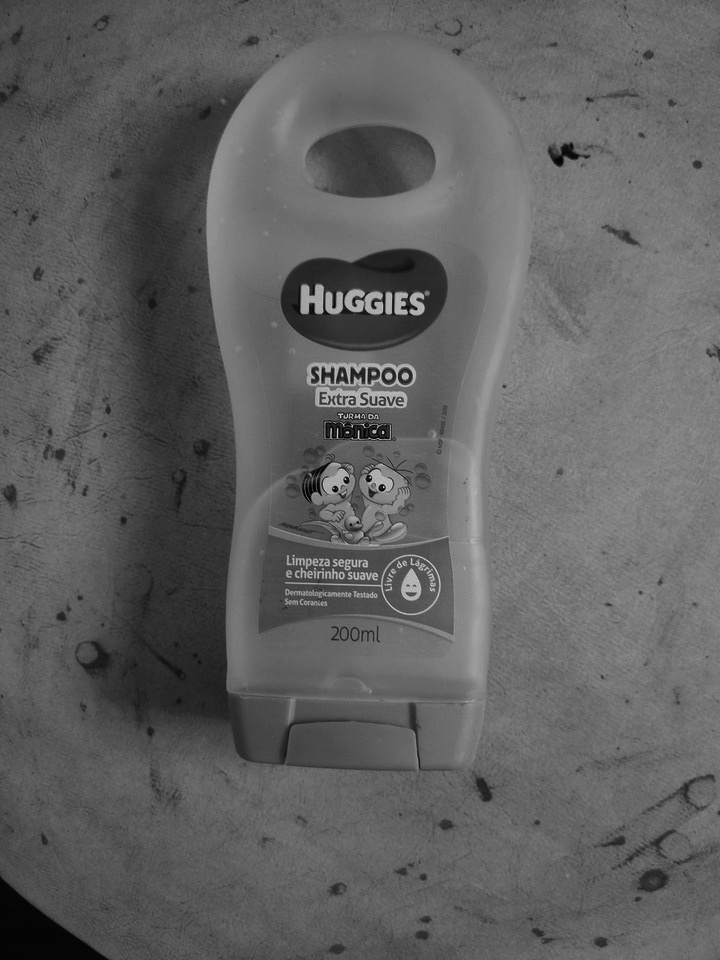 HUGGIES®
SHAMPOO
Extra Suave
TURMA DA
Mônica
Limpeza segura
e cheirinho suave
Dermatologicamente Testado
Sem Corantes
Livre de Lágrimas
200ml